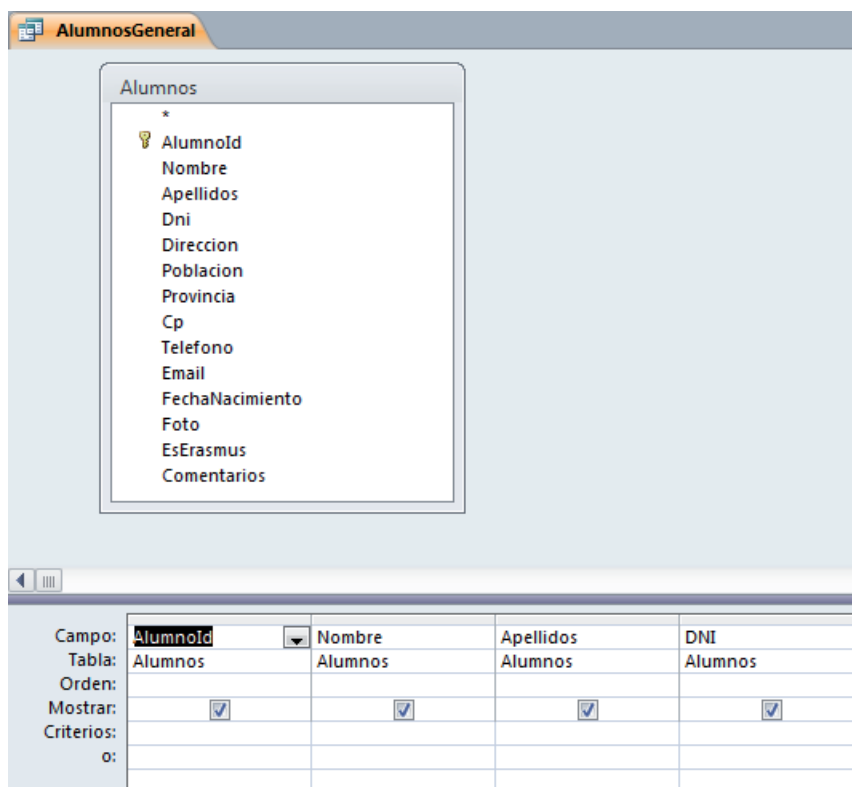 AlumnosGeneral
Alumnos
*
AlumnoId
Nombre
Apellidos
Dni
Direccion
Poblacion
Provincia
Cp
Telefono
Email
FechaNacimiento
Foto
EsErasmus
Comentarios
Campo: AlumnoId Nombre Apellidos DNI
Tabla: Alumnos Alumnos Alumnos Alumnos
Orden:
Mostrar:
Criterios:
o: